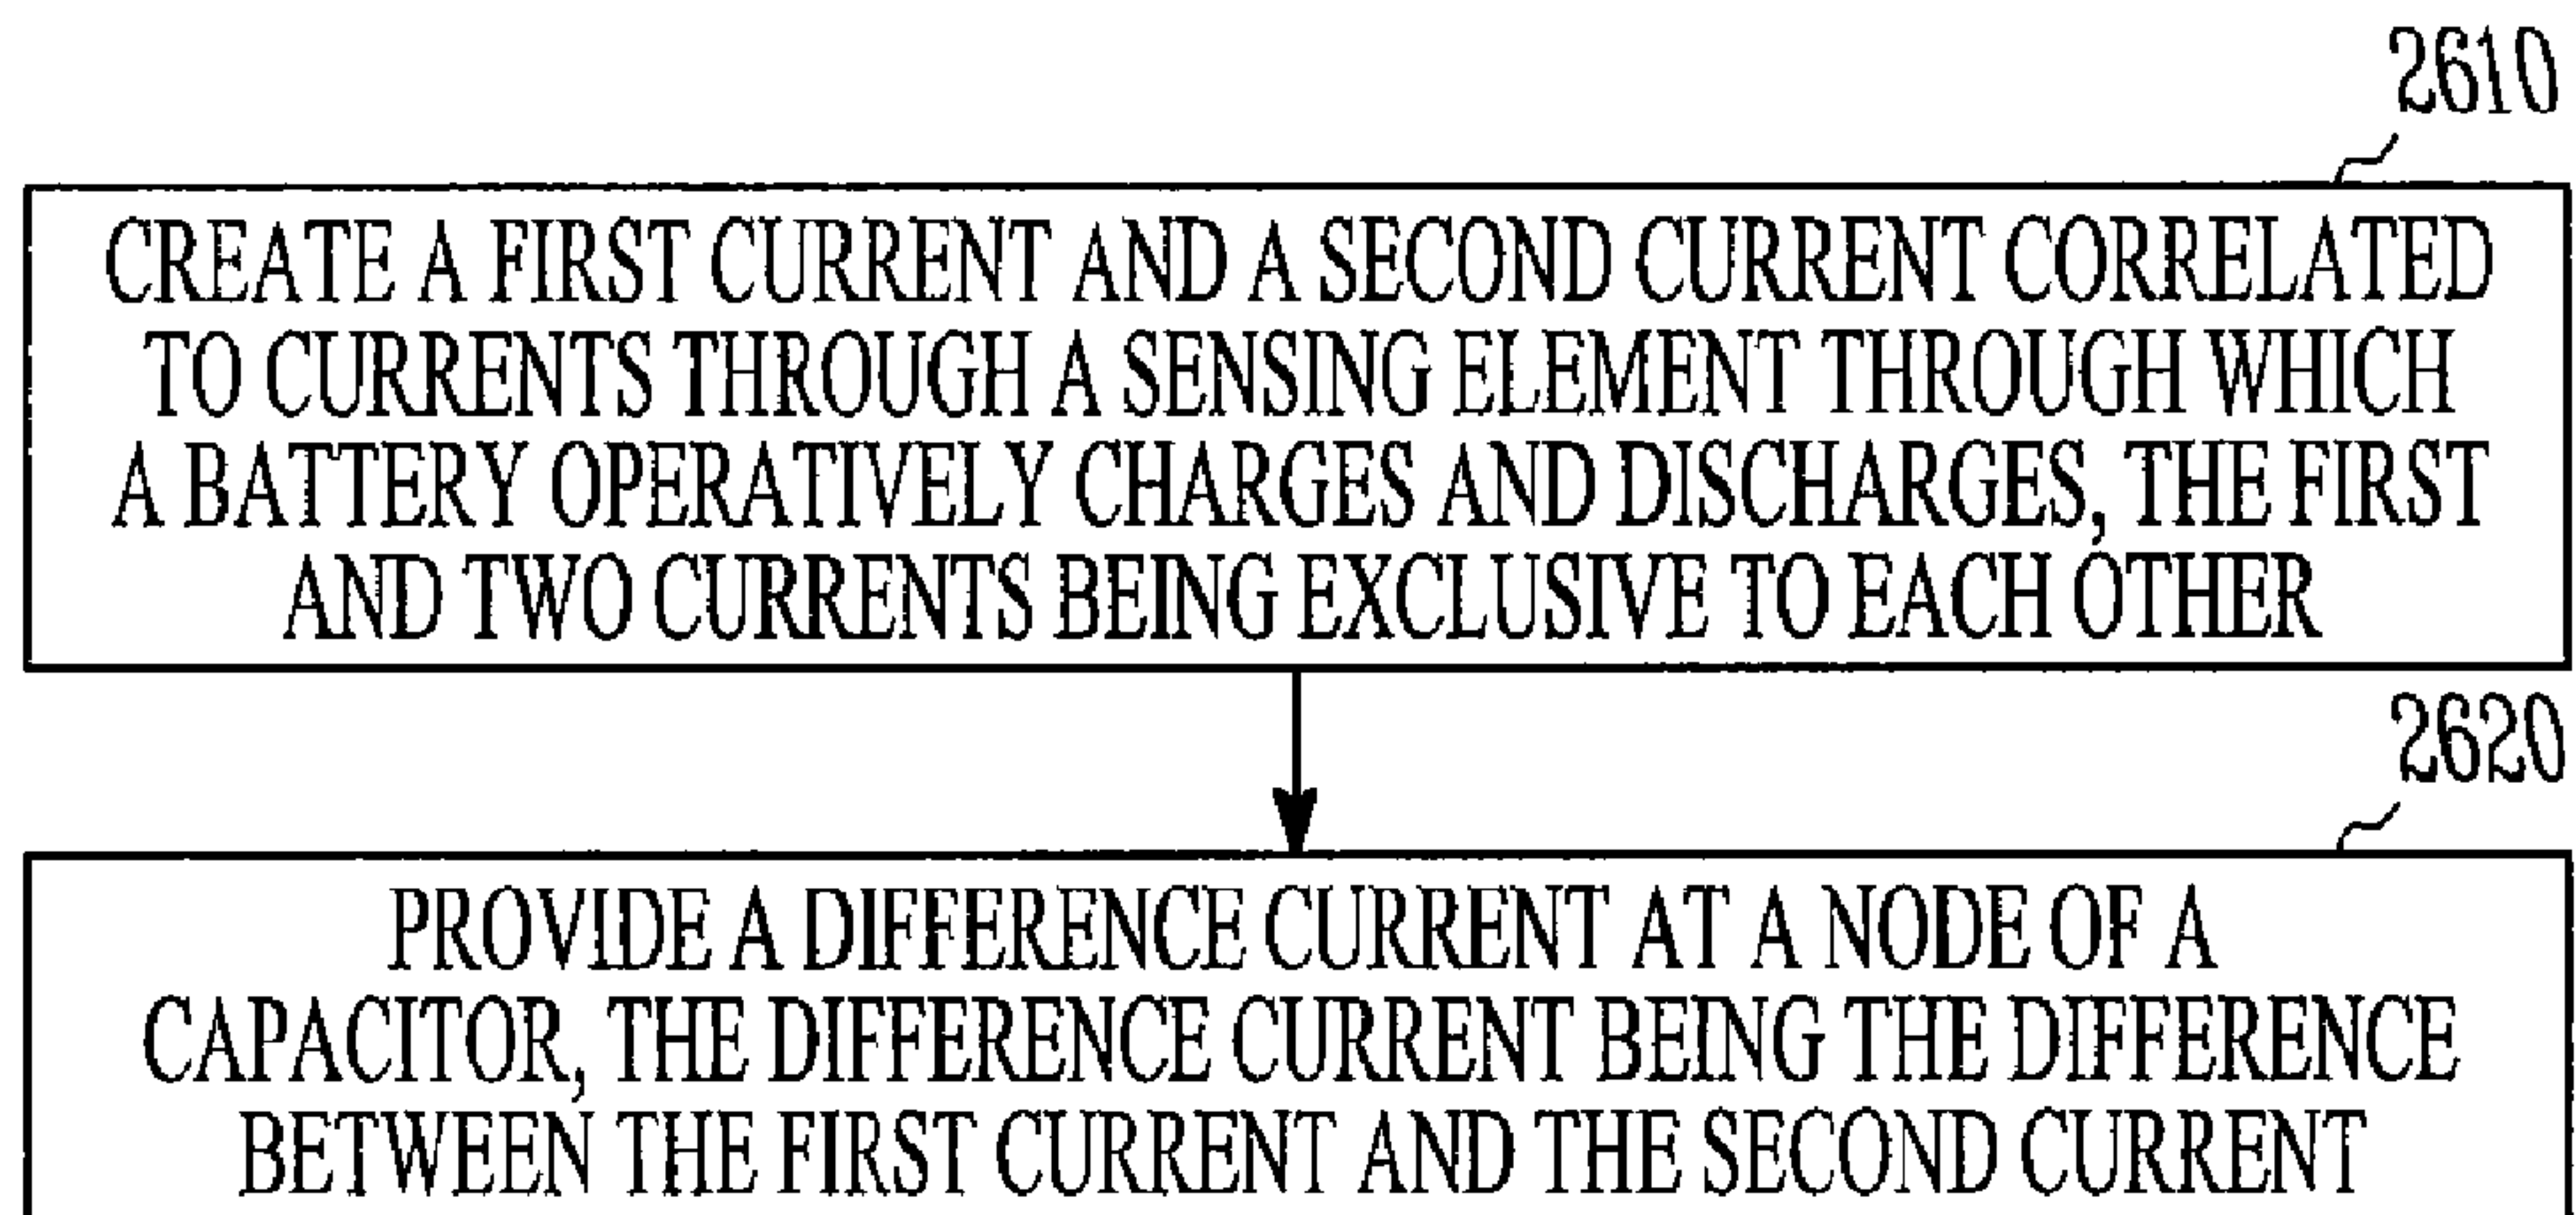 2610
CREATE A FIRST CURRENT AND A SECOND CURRENT CORRELATED
TO CURRENTS THROUGH A SENSING ELEMENT THROUGH WHICH
A BATTERY OPERATIVELY CHARGES AND DISCHARGES, THE FIRST
AND TWO CURRENTS BEING EXCLUSIVE TO EACH OTHER
2620
PROVIDE A DIFFERENCE CURRENT AT A NODE OF A
CAPACITOR, THE DIFFERENCE CURRENT BEING THE DIFFERENCE
BETWEEN THE FIRST CURRENT AND THE SECOND CURRENT